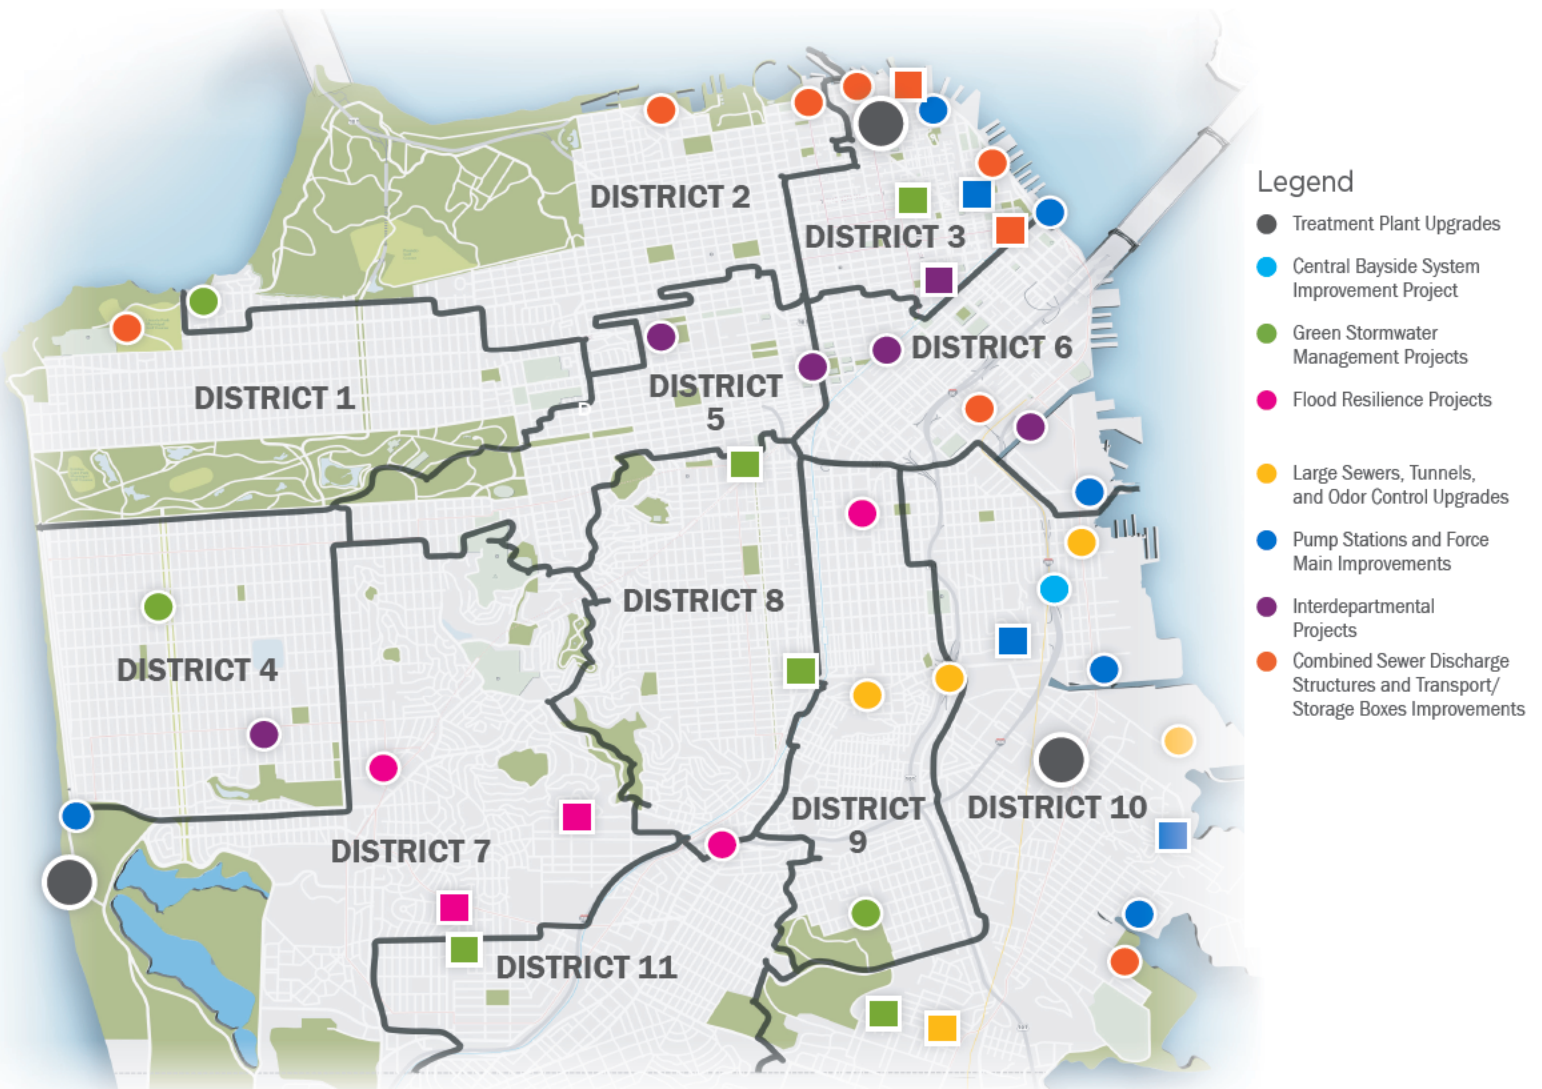 DISTRICT 2
DISTRICT 3
DISTRICT 6
DISTRICT 1
DISTRICT
5
DISTRICT 8
DISTRICT 4
DISTRICT 7
DISTRICT
9
DISTRICT 10
DISTRICT 11
Legend
Treatment Plant Upgrades
Central Bayside System
Improvement Project
Green Stormwater
Management Projects
Flood Resilience Projects
Large Sewers, Tunnels,
and Odor Control Upgrades
Pump Stations and Force
Main Improvements
Interdepartmental
Projects
Combined Sewer Discharge
Structures and Transport/
Storage Boxes Improvements